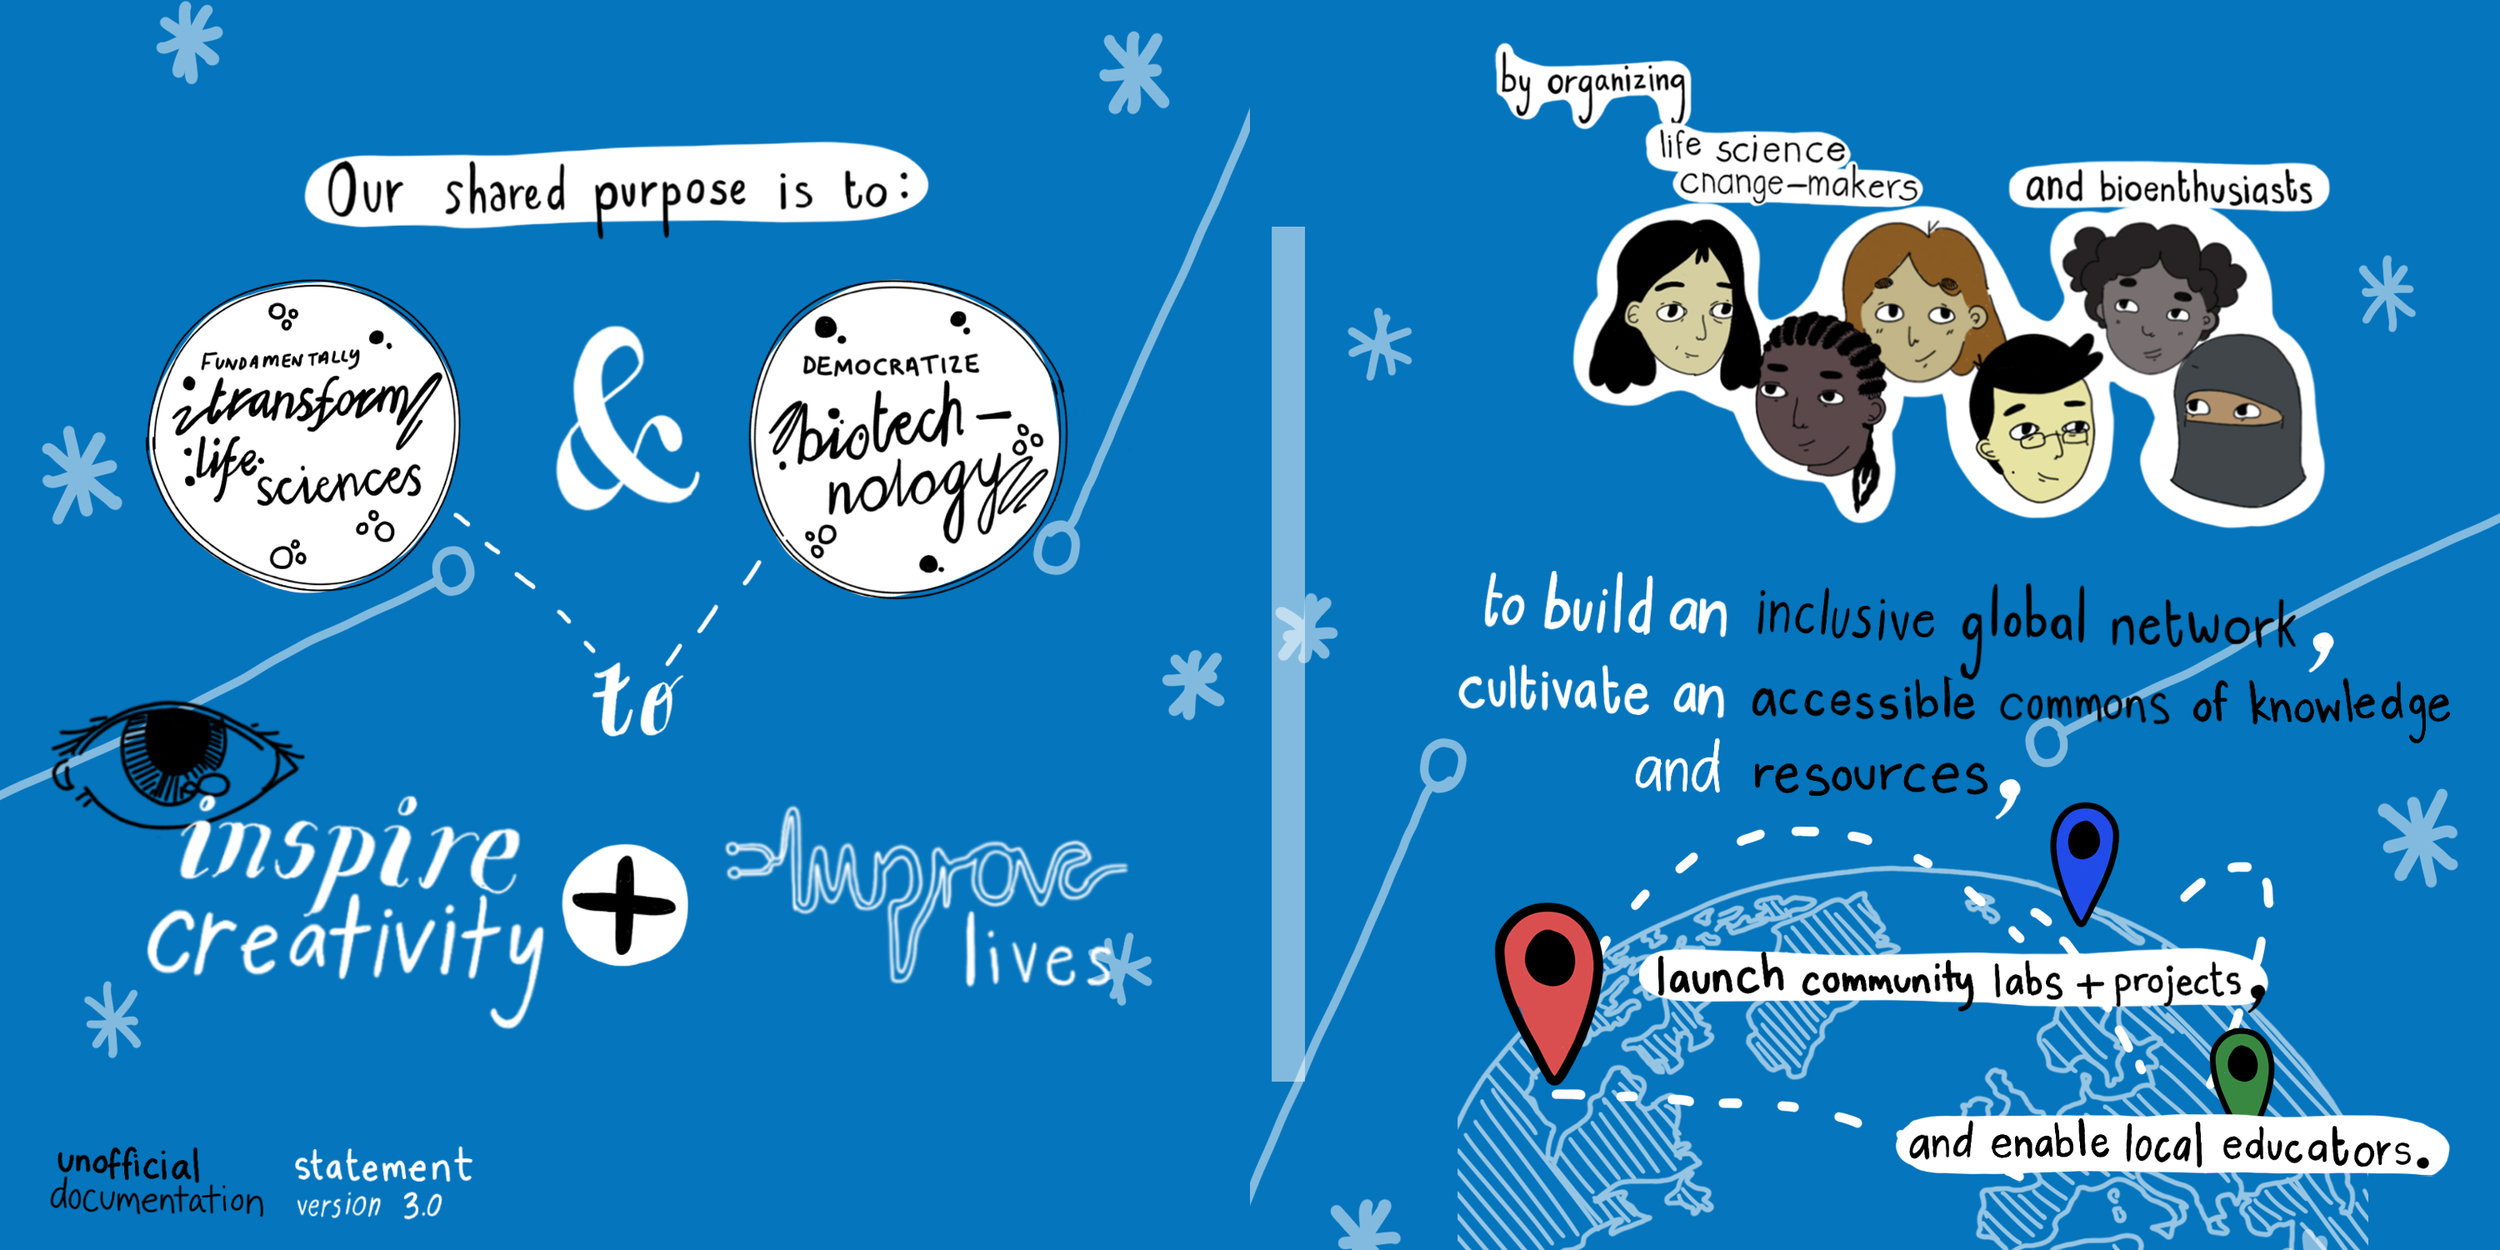 Our shared purpose is to:
FUNDAMENTALLY
transform
life
sciences
&
DEMOCRATIZE
biotech-
nology
to
inspire
creativity
+
Improve
lives
unofficial
documentation
statement
version 3.0
by organizing
life science
change-makers
and bioenthusiasts
to build an inclusive global network,
cultivate an accessible commons of knowledge
and resources,
launch community labs + projects,
and enable local educators.